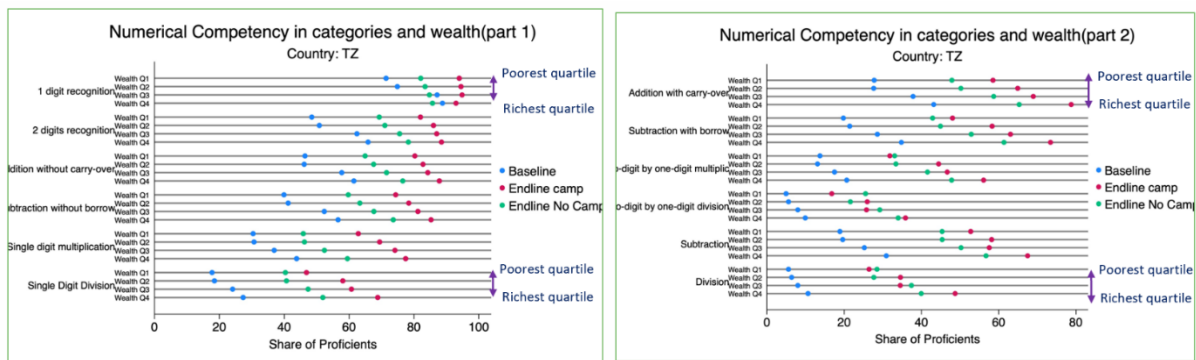 Numerical Competency in categories and wealth(part 1)
Country: TZ
1 digit recognition
Wealth Q1
Wealth Q2
Wealth Q3
Wealth Q4
2 digits recognition
Wealth Q1
Wealth Q2
Wealth Q3
Wealth Q4
dition without carry-over
Wealth Q1
Wealth Q2
Wealth Q3
Wealth Q4
ubtraction without borrow
Wealth Q1
Wealth Q2
Wealth Q3
Wealth Q4
Single digit multiplication
Wealth Q1
Wealth Q2
Wealth Q3
Wealth Q4
Single Digit Division
Wealth Q1
Wealth Q2
Wealth Q3
Wealth Q4
0 20 40 60 80 100
Share of Proficients
Poorest quartile
Richest quartile
Baseline
Endline camp
Endline No Camp
Poorest quartile
Richest quartile
Numerical Competency in categories and wealth(part 2)
Country: TZ
Addition with carry-over
Wealth Q1
Wealth Q2
Wealth Q3
Wealth Q4
Subtraction with borrow
Wealth Q1
Wealth Q2
Wealth Q3
Wealth Q4
o-digit by one-digit multiplic
Wealth Q1
Wealth Q2
Wealth Q3
Wealth Q4
o-digit by one-digit division
Wealth Q1
Wealth Q2
Wealth Q3
Wealth Q4
Subtraction
Wealth Q1
Wealth Q2
Wealth Q3
Wealth Q4
Division
Wealth Q1
Wealth Q2
Wealth Q3
Wealth Q4
0 20 40 60 80
Share of Proficients
Poorest quartile
Richest quartile
Baseline
Endline camp
Endline No Camp
Poorest quartile
Richest quartile